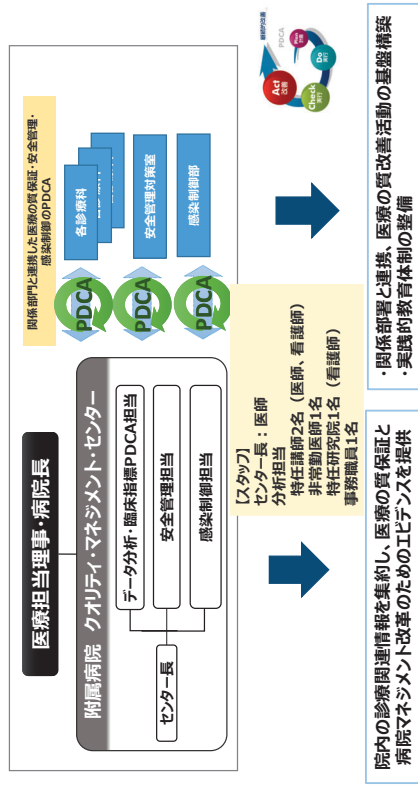 医療担当理事・病院長
附属病院 クオリティ・マネジメント・センター
センター長
データ分析・臨床指標PDCA担当
安全管理担当
感染制御担当
関係部門と連携した医療の質保証・安全管理・
感染制御のPDCA
PDCA
PDCA
PDCA
各診療科
安全管理対策室
感染制御部
【スタッフ】
センター長：医師
分析担当
特任講師2名（医師、看護師）
非常勤医師1名
特任研究院1名（看護師）
事務職員1名
継続的改善
PDCA
Plan
計画
Do
実行
Check
実行
Act
改善
院内の診療関連情報を集約し、医療の質保証と
病院マネジメント改革のためのエビデンスを提供
・関係部署と連携、医療の質改善活動の基盤構築
・実践的教育体制の整備